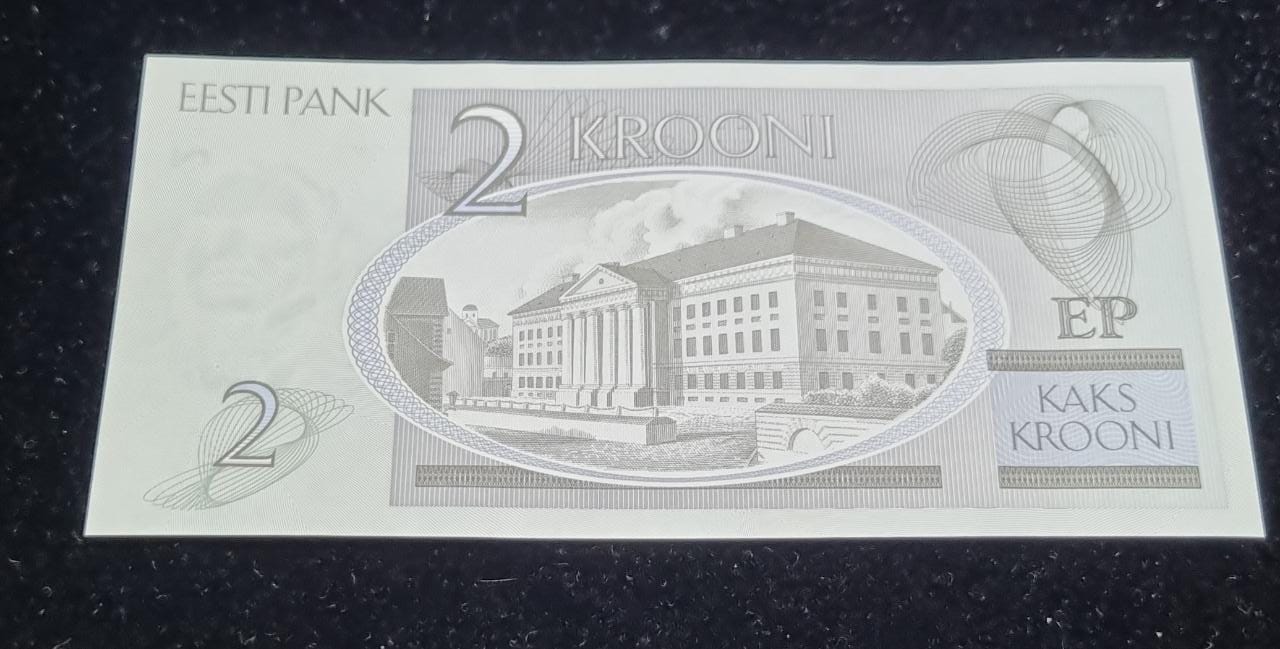 EESTI PANK
2 KROONI
EP
KAKS
KROONI
2